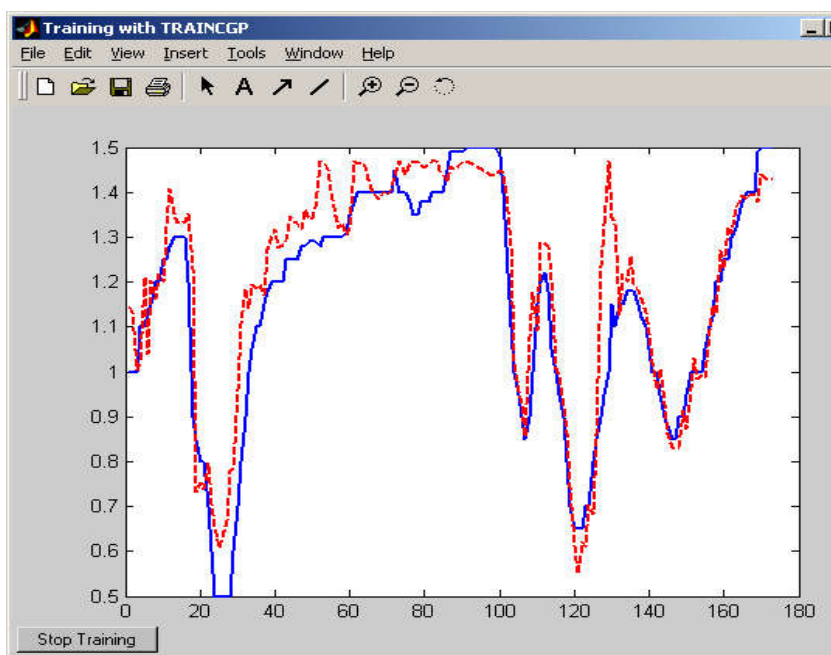 Training with TRAINCGP
File Edit View Insert Tools Window Help
A
1.5
1.4
1.3
1.2
1.1
1
0.9
0.8
0.7
0.6
0.5
0 20 40 60 80 100 120 140 160 180
Stop Training